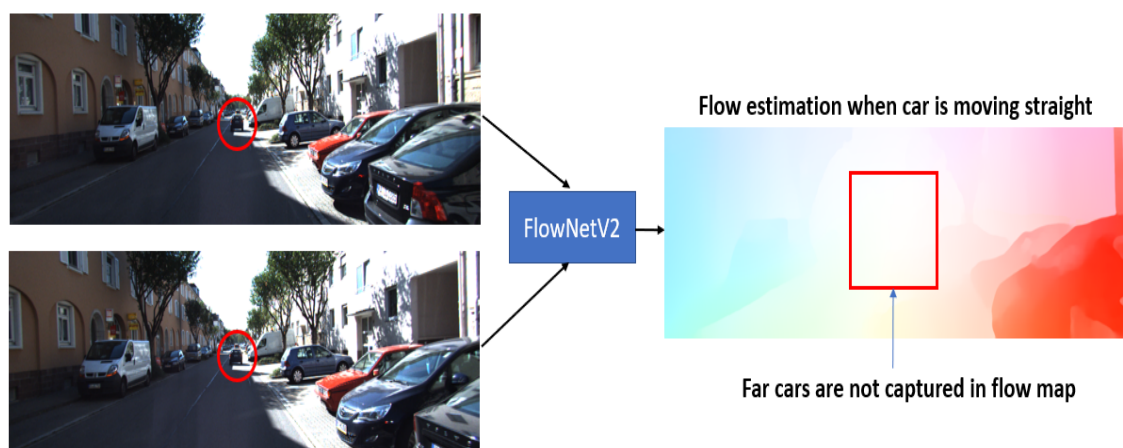 Flow estimation when car is moving straight
FlowNetV2
Far cars are not captured in flow map